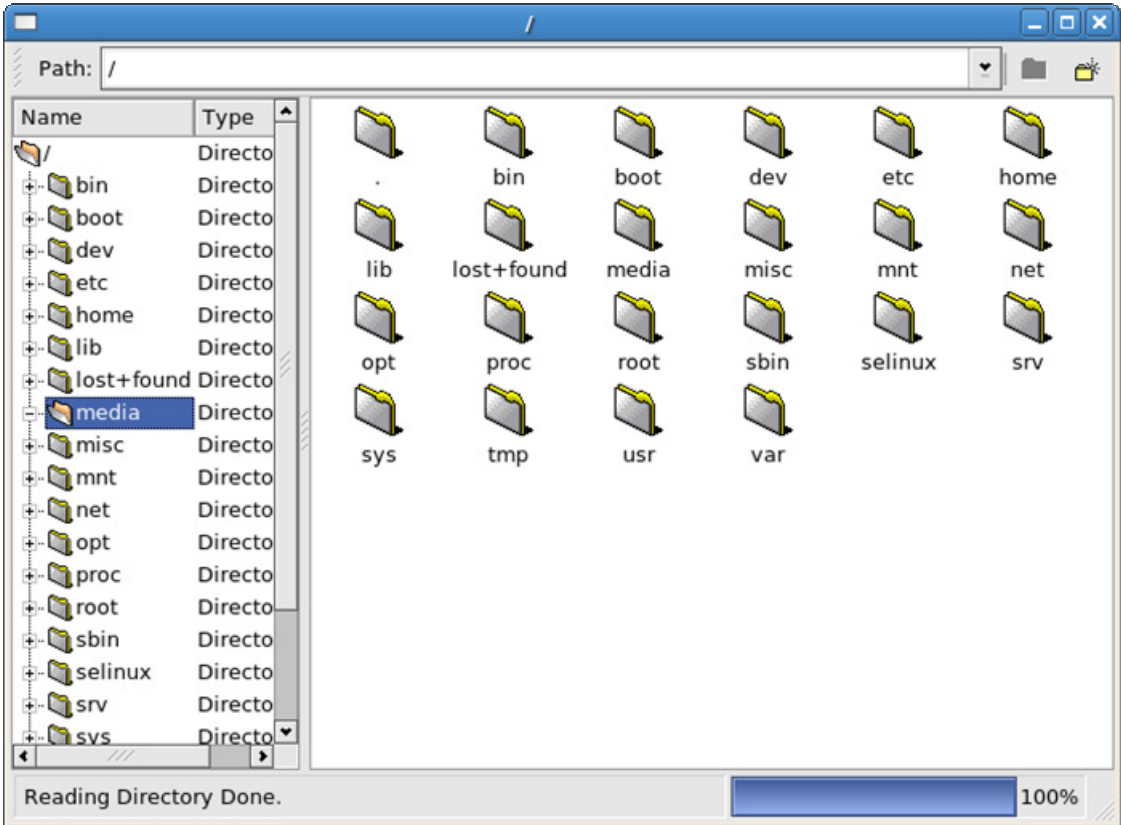 /
Path: /
Name Type
/ Directo
bin Directo
boot Directo
dev Directo
etc Directo
home Directo
lib Directo
lost+found Directo
media Directo
misc Directo
mnt Directo
net Directo
opt Directo
proc Directo
root Directo
sbin Directo
selinux Directo
srv Directo
sys Directo
. bin boot dev etc home
lib lost+found media misc mnt net
opt proc root sbin selinux srv
sys tmp usr var
Reading Directory Done. 100%